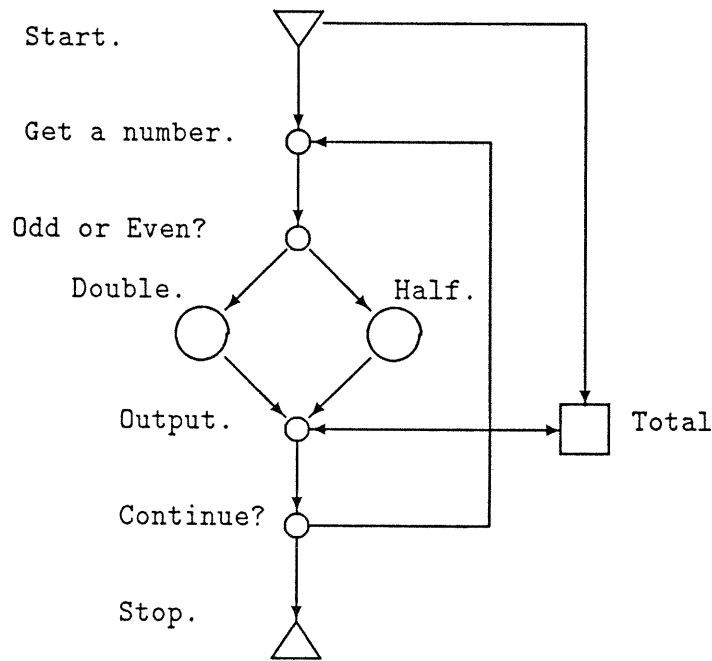 Start.
Get a number.
Odd or Even?
Double.
Half.
Output.
Total
Continue?
Stop.